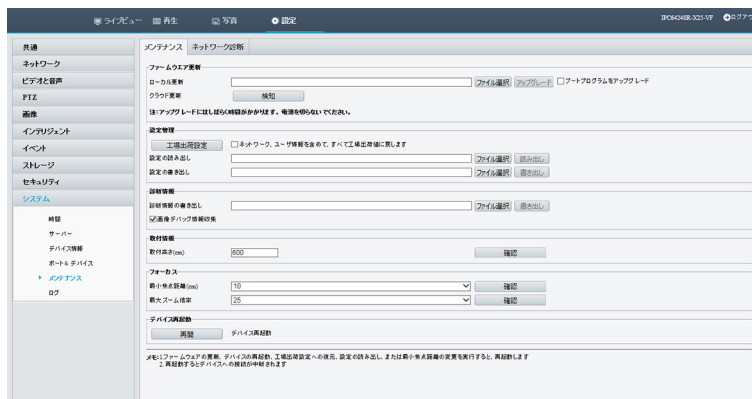 ライブビュー 再生 写真 設定 IPC6424SR-X25-VF ログアウ
共通
ネットワーク
ビデオと音声
PTZ
画像
インテリジェント
イベント
ストレージ
セキュリティ
システム
時間
サーバー
デバイス情報
ポート& デバイス
メンテナンス
ログ
メンテナンス ネットワーク診断
ファームウエア更新
ローカル更新 ファイル選択 アップグレード ブートプログラムをアップグレード
クラウド更新 検知
注:アップグレードにはしばらく時間がかかります。電源を切らないでください。
設定管理
工場出荷設定 ネットワーク、ユーザ情報を含めて、すべて工場出荷値に戻します
設定の読み出し ファイル選択 読み出し
設定の書き出し ファイル選択 書き出し
診断情報
診断情報の書き出し ファイル選択 書き出し
画像デバッグ情報収集
取付情報
取付高さ(cm) 600 確認
フォーカス
最小焦点距離(cm) 10 確認
最大ズーム倍率 25 確認
デバイス再起動
再開 デバイス再起動
メモ:1.ファームウェアの更新、デバイスの再起動、工場出荷設定への復元、設定の読み出し、または最小焦点距離の変更を実行すると、再起動します
2.再起動するとデバイスへの接続が中断されます